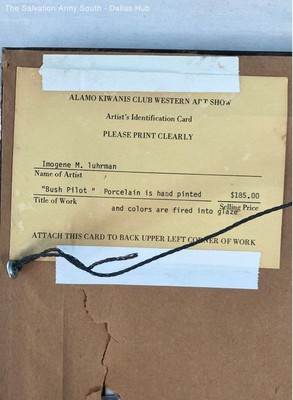 The Salvation Army South - Dallas Hub
ALAMO KIWANIS CLUB WESTERN ART SHOW
Artist's Identification Card
PLEASE PRINT CLEARLY
Imogene M. luhrman
Name of Artist
"Bush Pilot " Porcelain is hand pinted $185.00
Title of Work Selling Price
and colors are fired into glaze
ATTACH THIS CARD TO BACK UPPER LEFT CORNER OF WORK